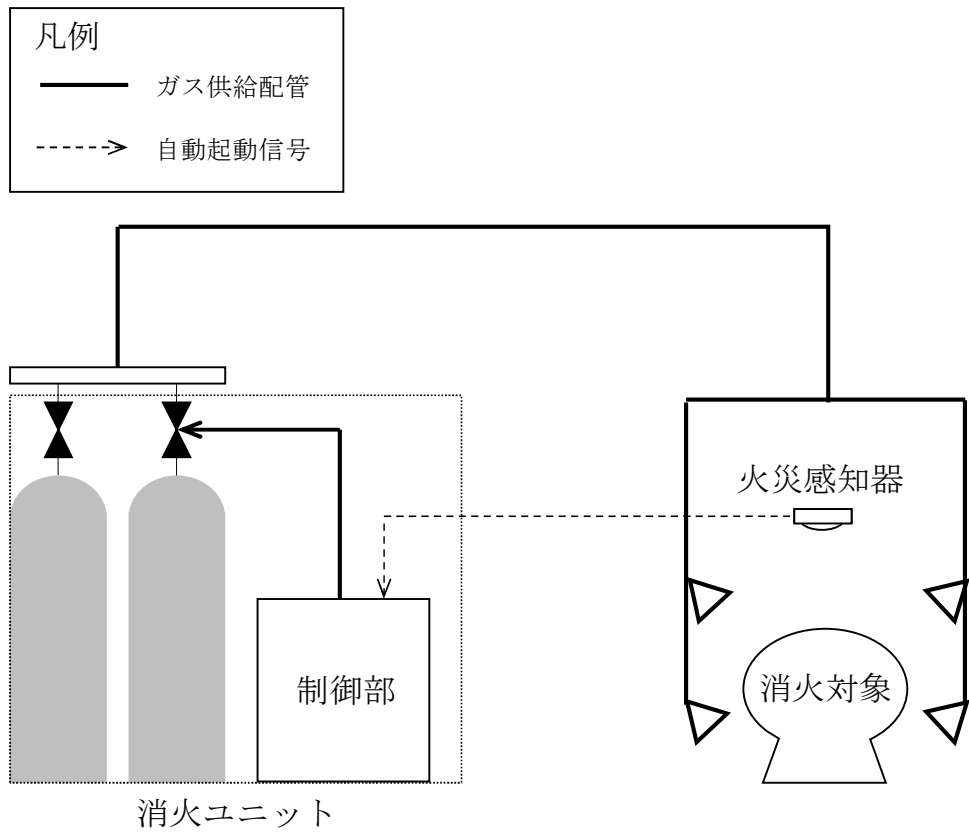 凡例
ガス供給配管
自動起動信号
火災感知器
制御部
消火対象
消火ユニット